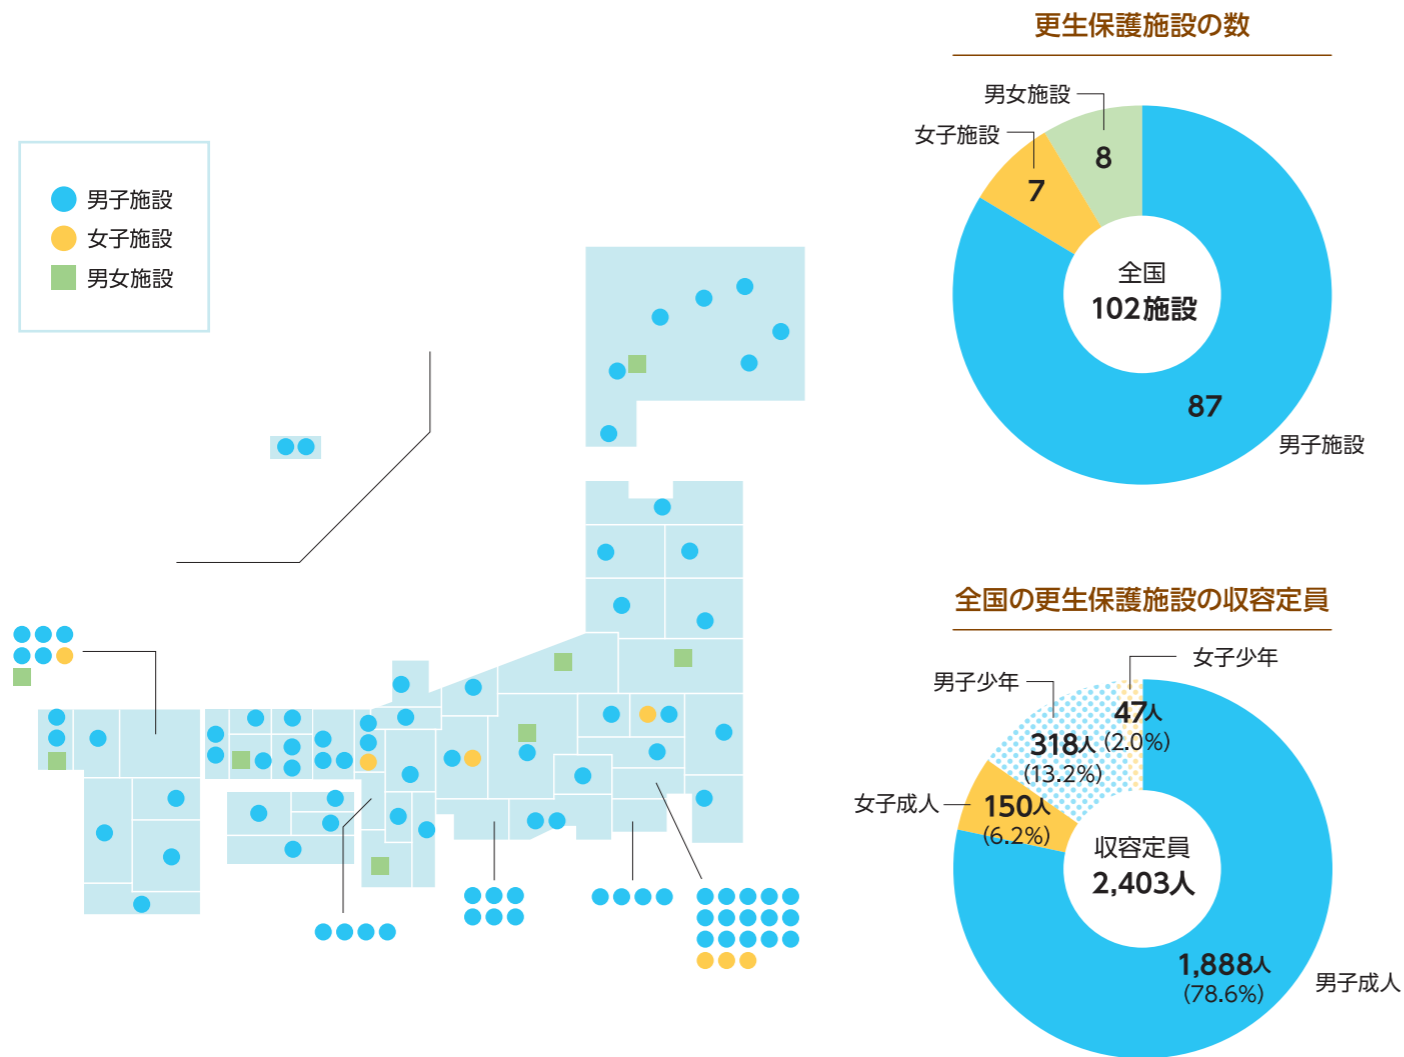 男子施設
女子施設
男女施設
更生保護施設の数
男女施設
女子施設
8
7
全国
102施設
87
男子施設
全国の更生保護施設の収容定員
女子少年
男子少年
47人
(2.0%)
318人
(13.2%)
女子成人
150人
(6.2%)
収容定員
2,403人
1,888人
(78.6%)
男子成人